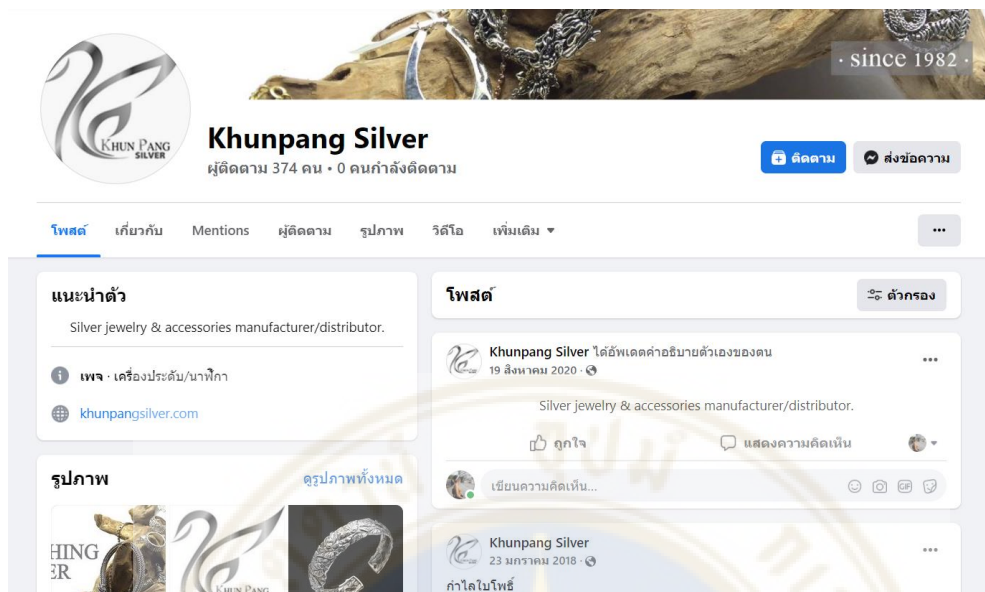 · since 1982 ·
KHUN PANG
SILVER
Khunpang Silver
ผู้ติดตาม 374 คน • 0 คนกำลังติดตาม
ติดตาม
ส่งข้อความ
โพสต์
เกี่ยวกับ
Mentions
ผู้ติดตาม
รูปภาพ
วิดีโอ
เพิ่มเติม
แนะนำตัว
Silver jewelry & accessories manufacturer/distributor.
เพจ · เครื่องประดับ/นาฬิกา
khunpangsilver.com
รูปภาพ
ดูรูปภาพทั้งหมด
HING
ER
KHUN PANG
โพสต์
ตัวกรอง
Khunpang Silver ได้อัพเดตคำอธิบายตัวเองของตน
19 สิงหาคม 2020 ·
Silver jewelry & accessories manufacturer/distributor.
ถูกใจ
แสดงความคิดเห็น
เขียนความคิดเห็น...
GIF
Khunpang Silver
23 มกราคม 2018 ·
กำไลใบโพธิ์